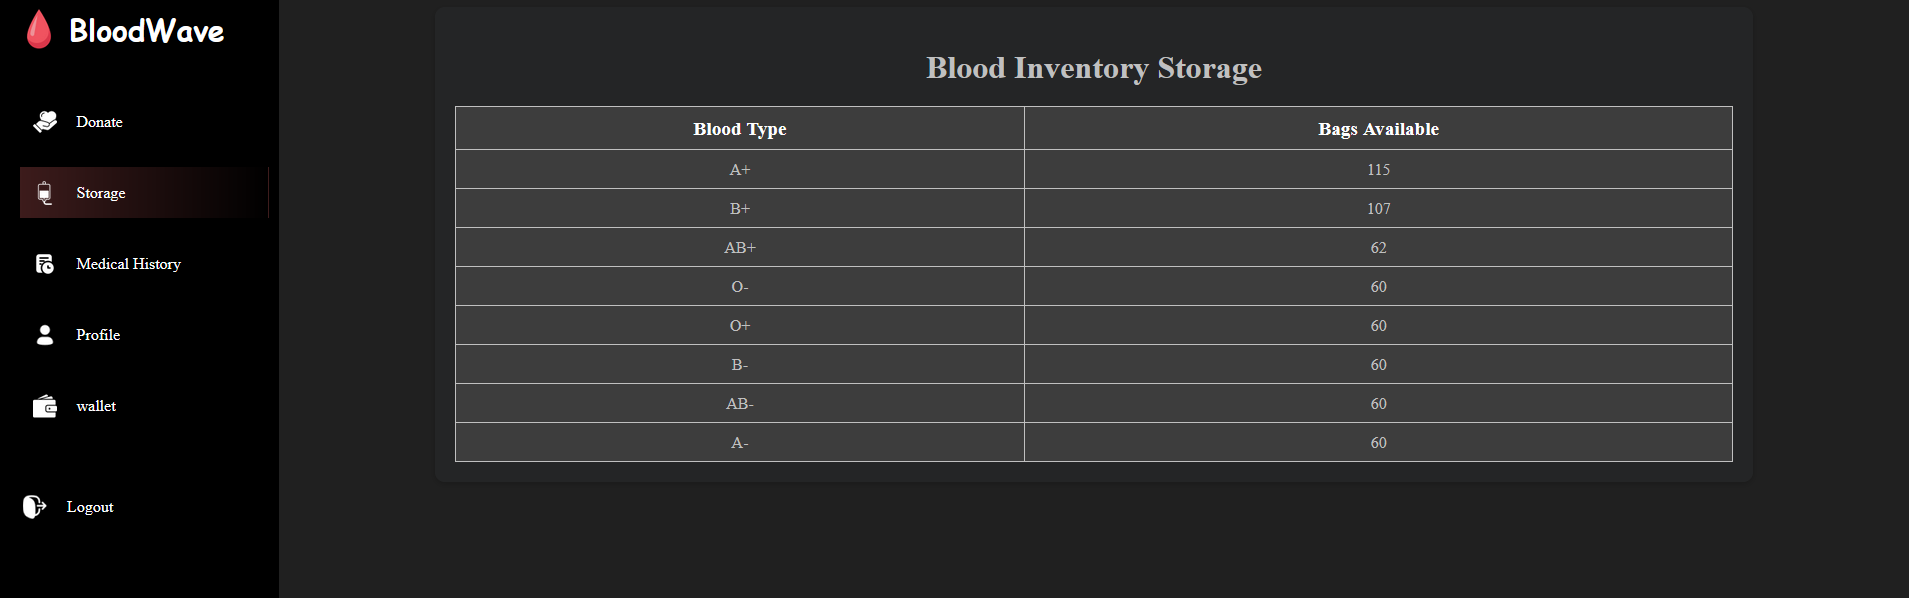 BloodWave
Donate
Storage
Medical History
Profile
wallet
Logout
Blood Inventory Storage
Blood Type Bags Available
A+ 115
B+ 107
AB+ 62
O- 60
O+ 60
B- 60
AB- 60
A- 60